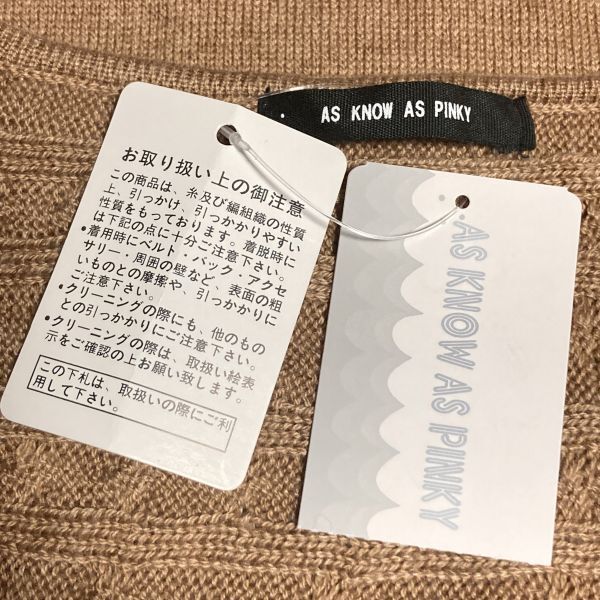 AS KNOW AS PINKY
お取り扱い上の御注意
この商品は、糸及び編組織の性質
上、引っかけ、引っかかりやすい
性質をもっております。着脱時に
は下記の点に十分ご注意下さい。
•着用時にベルト・バック・アクセ
サリー・周囲の壁など、表面の粗
いものとの摩擦や、引っかかりに
ご注意下さい。
•クリーニングの際にも、他のもの
との引っかかりにご注意下さい。
•クリーニングの際は、取扱い絵表
示をご確認の上お願い致します。
この下札は、取扱いの際にご利
用して下さい。
AS KNOW AS PINKY